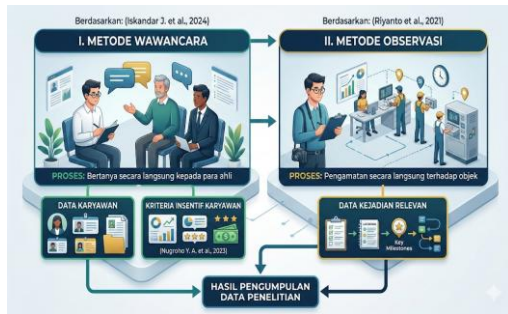 Berdasarkan: (Iskandar J. et al., 2024)
I. METODE WAWANCARA
PROSES: Bertanya secara langsung kepada para ahli
DATA KARYAWAN
KRITERIA INSENTIF KARYAWAN
(Nugroho Y. A. et al., 2023)
Berdasarkan: (Riyanto et al., 2021)
II. METODE OBSERVASI
PROSES: Pengamatan secara langsung terhadap objek
DATA KEJADIAN RELEVAN
Key
Milestones
HASIL PENGUMPULAN
DATA PENELITIAN